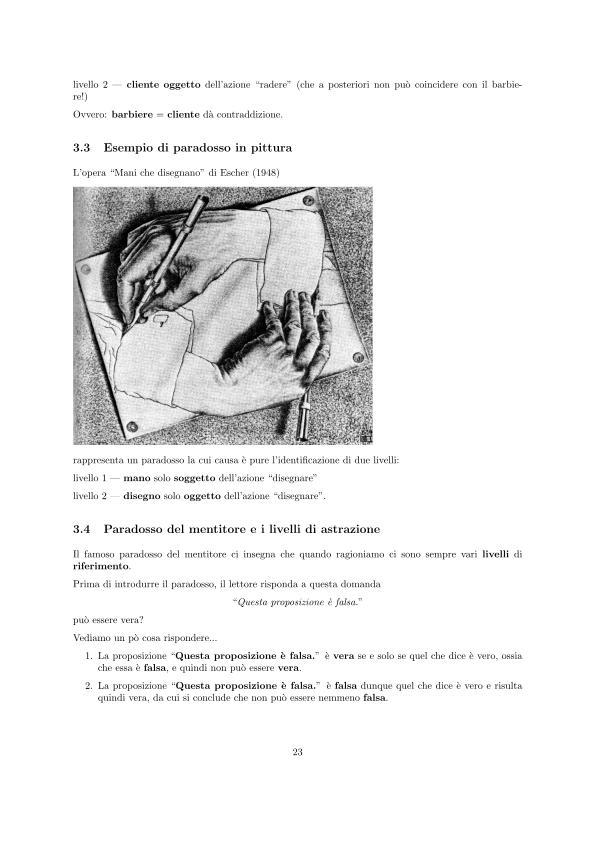 livello 2 — cliente oggetto dell'azione “radere” (che a posteriori non può coincidere con il barbie-
re!)
Ovvero: barbiere = cliente dà contraddizione.
3.3 Esempio di paradosso in pittura
L'opera “Mani che disegnano” di Escher (1948)
rappresenta un paradosso la cui causa è pure l'identificazione di due livelli:
livello 1 — mano solo soggetto dell'azione “disegnare”
livello 2 — disegno solo oggetto dell'azione “disegnare”.
3.4 Paradosso del mentitore e i livelli di astrazione
Il famoso paradosso del mentitore ci insegna che quando ragioniamo ci sono sempre vari livelli di
riferimento.
Prima di introdurre il paradosso, il lettore risponda a questa domanda
“Questa proposizione è falsa.”
può essere vera?
Vediamo un pò cosa rispondere...
1. La proposizione “Questa proposizione è falsa.” è vera se e solo se quel che dice è vero, ossia
che essa è falsa, e quindi non può essere vera.
2. La proposizione “Questa proposizione è falsa.” è falsa dunque quel che dice è vero e risulta
quindi vera, da cui si conclude che non può essere nemmeno falsa.
23